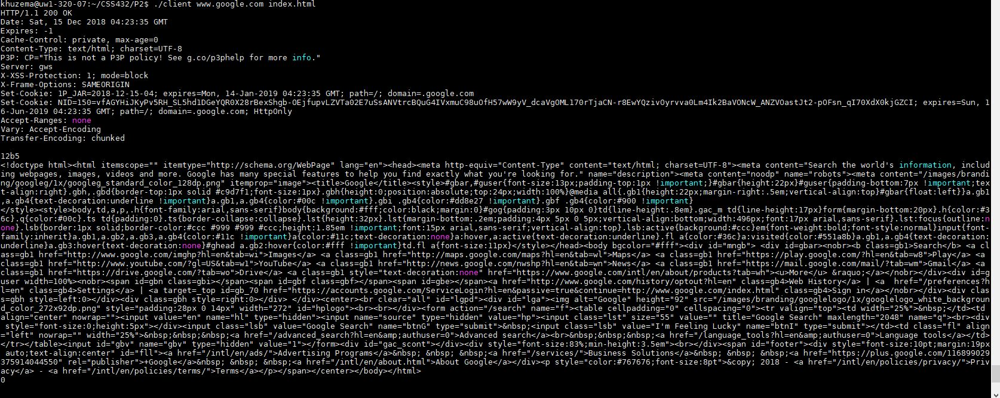 khuzema@uw1-320-07:~/CSS432/P2$ ./client www.google.com index.html
HTTP/1.1 200 OK
Date: Sat, 15 Dec 2018 04:23:35 GMT
Expires: -1
Cache-Control: private, max-age=0
Content-Type: text/html; charset=UTF-8
P3P: CP="This is not a P3P policy! See g.co/p3phelp for more info."
Server: gws
X-XSS-Protection: 1; mode=block
X-Frame-Options: SAMEORIGIN
Set-Cookie: 1P_JAR=2018-12-15-04; expires=Mon, 14-Jan-2019 04:23:35 GMT; path=/; domain=.google.com
Set-Cookie: NID=150=vfAGYHiJKyPv5RH_SL5hd1DGeYQR0X28rBexShgb-OEjfupvLZVTa02E7uSsANVtrcBQuG4IVxmuC98uOfH57wW9yV_dcaVgOML170rTjaCN-r8EwYQzivOyrvva0Lm4Ik2BaVONcW_ANZVOastJt2-pOFsn_qI70XdX0kjGZCI; expires=Sun, 1
6-Jun-2019 04:23:35 GMT; path=/; domain=.google.com; HttpOnly
Accept-Ranges: none
Vary: Accept-Encoding
Transfer-Encoding: chunked
12b5
<!doctype html><html itemscope="" itemtype="http://schema.org/WebPage" lang="en"><head><meta http-equiv="Content-Type" content="text/html; charset=UTF-8"><meta content="Search the world's information, includ
ing webpages, images, videos and more. Google has many special features to help you find exactly what you're looking for." name="description"><meta content="noodp" name="robots"><meta content="/images/brandi
ng/googleg/1x/googleg_standard_color_128dp.png" itemprop="image"><title>Google</title><style>#gbar,#guser{font-size:13px;padding-top:1px !important;}#gbar{height:22px}#guser{padding-bottom:7px !important;tex
t-align:right}.gbh,.gbd{border-top:1px solid #c9d7f1;font-size:1px}.gbh{height:0;position:absolute;top:24px;width:100%}@media all{.gb1{height:22px;margin-right:.5em;vertical-align:top}#gbar{float:left}}a.gb1
,a.gb4{text-decoration:underline !important}a.gb1,a.gb4{color:#00c !important}.gbi .gb4{color:#dd8e27 !important}.gbf .gb4{color:#900 !important}
</style><style>body,td,a,p,.h{font-family:arial,sans-serif}body{background:#fff;color:black;margin:0}#gog{padding:3px 10px 0}td{line-height:.8em}.gac_m td{line-height:17px}form{margin-bottom:20px}.h{color:#3
6c}.q{color:#00c}.ts td{padding:0}.ts{border-collapse:collapse}.lst{height:32px}.lst{margin-bottom:.2em;padding:4px 5px 0 5px;vertical-align:bottom;width:496px;font:17px arial,sans-serif}.lst:focus{outline:n
one}.lsb{border:1px solid;border-color:#ccc #999 #999 #ccc;height:1.85em !important;font:15px arial,sans-serif;vertical-align:top}.lsb:active{background:#ccc}em{font-weight:bold;font-style:normal}input{font-
family:inherit}a.gb1,a.gb2,a.gb3,a.gb4{color:#11c !important}a{color:#11c;text-decoration:none}a:hover,a:active{text-decoration:underline}.fl a{color:#36c}a:visited{color:#551a8b}a.gb1,a.gb4{text-decoration:
underline}a.gb3:hover{text-decoration:none}#ghead a.gb2:hover{color:#fff !important}td.fl a{font-size:11px}</style></head><body bgcolor="#fff"><div id="mngb"> <div id=gbar><nobr><b class=gb1>Search</b> <a cl
ass=gb1 href="http://www.google.com/imghp?hl=en&tab=wi">Images</a> <a class=gb1 href="http://maps.google.com/maps?hl=en&tab=wl">Maps</a> <a class=gb1 href="https://play.google.com/?hl=en&tab=w8">Play</a> <a
class=gb1 href="http://www.youtube.com/?gl=US&tab=w1">YouTube</a> <a class=gb1 href="http://news.google.com/nwshp?hl=en&tab=wn">News</a> <a class=gb1 href="https://mail.google.com/mail/?tab=wm">Gmail</a> <a
class=gb1 href="https://drive.google.com/?tab=wo">Drive</a> <a class=gb1 style="text-decoration:none" href="https://www.google.com/intl/en/about/products?tab=wh"><u>More</u> &raquo;</a></nobr></div><div id=g
user width=100%><nobr><span id=gbn class=gbi></span><span id=gbf class=gbf></span><span id=gbe></span><a href="http://www.google.com/history/optout?hl=en" class=gb4>Web History</a> | <a  href="/preferences?h
l=en" class=gb4>Settings</a> | <a target=_top id=gb_70 href="https://accounts.google.com/ServiceLogin?hl=en&passive=true&continue=http://www.google.com/index.html" class=gb4>Sign in</a></nobr></div><div clas
s=gbh style=left:0></div><div class=gbh style=right:0></div> </div><center><br clear="all" id="lgpd"><div id="lga"><img alt="Google" height="92" src="/images/branding/googlelogo/1x/googlelogo_white_backgroun
d_color_272x92dp.png" style="padding:28px 0 14px" width="272" id="hplogo"><br><br></div><form action="/search" name="f"><table cellpadding="0" cellspacing="0"><tr valign="top"><td width="25%">&nbsp;</td><td
align="center" nowrap=""><input value="en" name="hl" type="hidden"><input name="source" type="hidden" value="hp"><input class="lst" size="55" value="" title="Google Search" maxlength="2048" name="q"><br><div
 style="font-size:0;height:5px"></div><input class="lsb" value="Google Search" name="btnG" type="submit">&nbsp;<input class="lsb" value="I'm Feeling Lucky" name="btnI" type="submit"></td><td class="fl" align
="left" nowrap="" width="25%">&nbsp;&nbsp;&nbsp;<a href="/advanced_search?hl=en&amp;authuser=0">Advanced search</a><br>&nbsp;&nbsp;&nbsp;<a href="/language_tools?hl=en&amp;authuser=0">Language tools</a></td>
</tr></table><input id="gbv" name="gbv" type="hidden" value="1"></form><div id="gac_scont"></div><div style="font-size:83%;min-height:3.5em"><br></div><span id="footer"><div style="font-size:10pt;margin:19px
 auto;text-align:center" id="fll"><a href="/intl/en/ads/">Advertising Programs</a>&nbsp; &nbsp; &nbsp;<a href="/services/">Business Solutions</a>&nbsp; &nbsp; &nbsp;<a href="https://plus.google.com/116899029
375914044550" rel="publisher">+Google</a>&nbsp; &nbsp; &nbsp;<a href="/intl/en/about.html">About Google</a></div><p style="color:#767676;font-size:8pt">&copy; 2018 - <a href="/intl/en/policies/privacy/">Priv
acy</a> - <a href="/intl/en/policies/terms/">Terms</a></p></span></center></body></html>
0